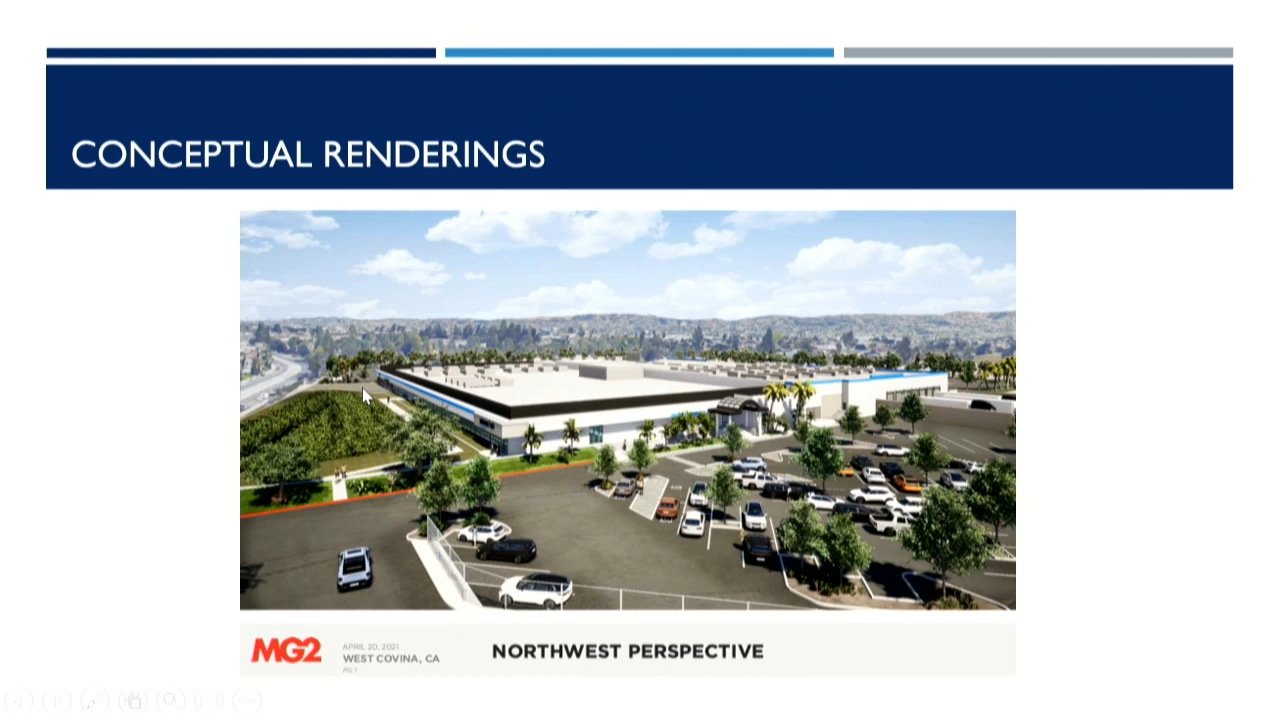 CONCEPTUAL RENDERINGS
MG2
APRIL 20, 2021
WEST COVINA, CA
NORTHWEST PERSPECTIVE